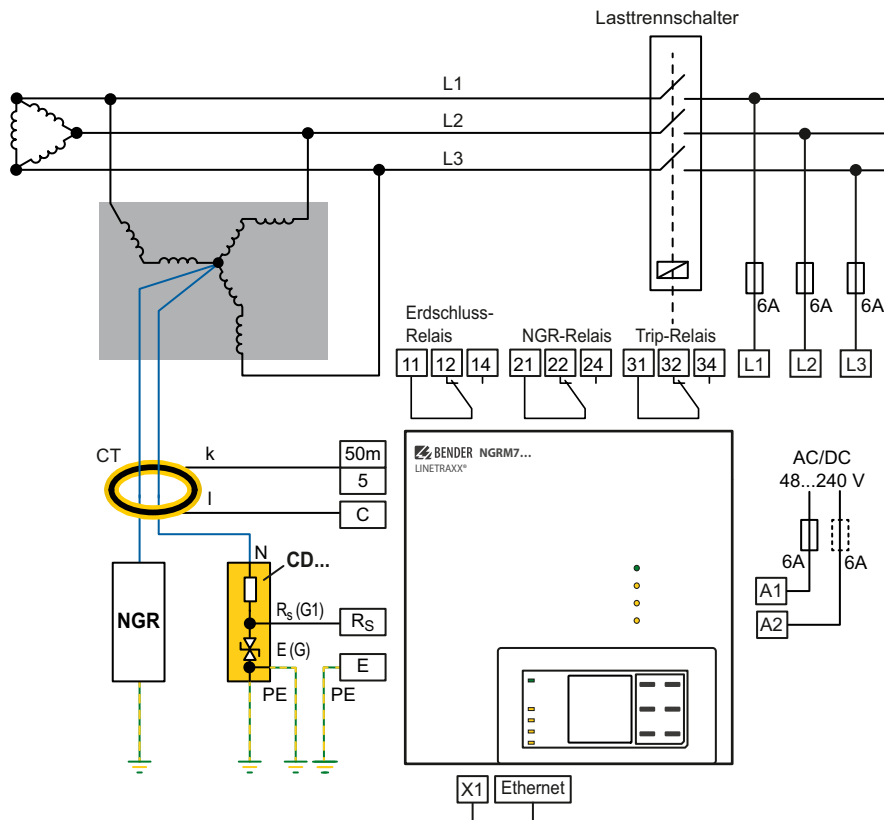 Lasttrennschalter
L1
L2
L3
6A
6A
6A
Erdschluss-
Relais
NGR-Relais
Trip-Relais
11
12
14
21
22
24
31
32
34
L1
L2
L3
CT
k
50m
5
l
C
BENDER NGRM7...
LINETRAXX®
AC/DC
48...240 V
6A
6A
A1
A2
N
CD...
NGR
Rs (G1)
RS
E (G)
E
PE
PE
X1
Ethernet